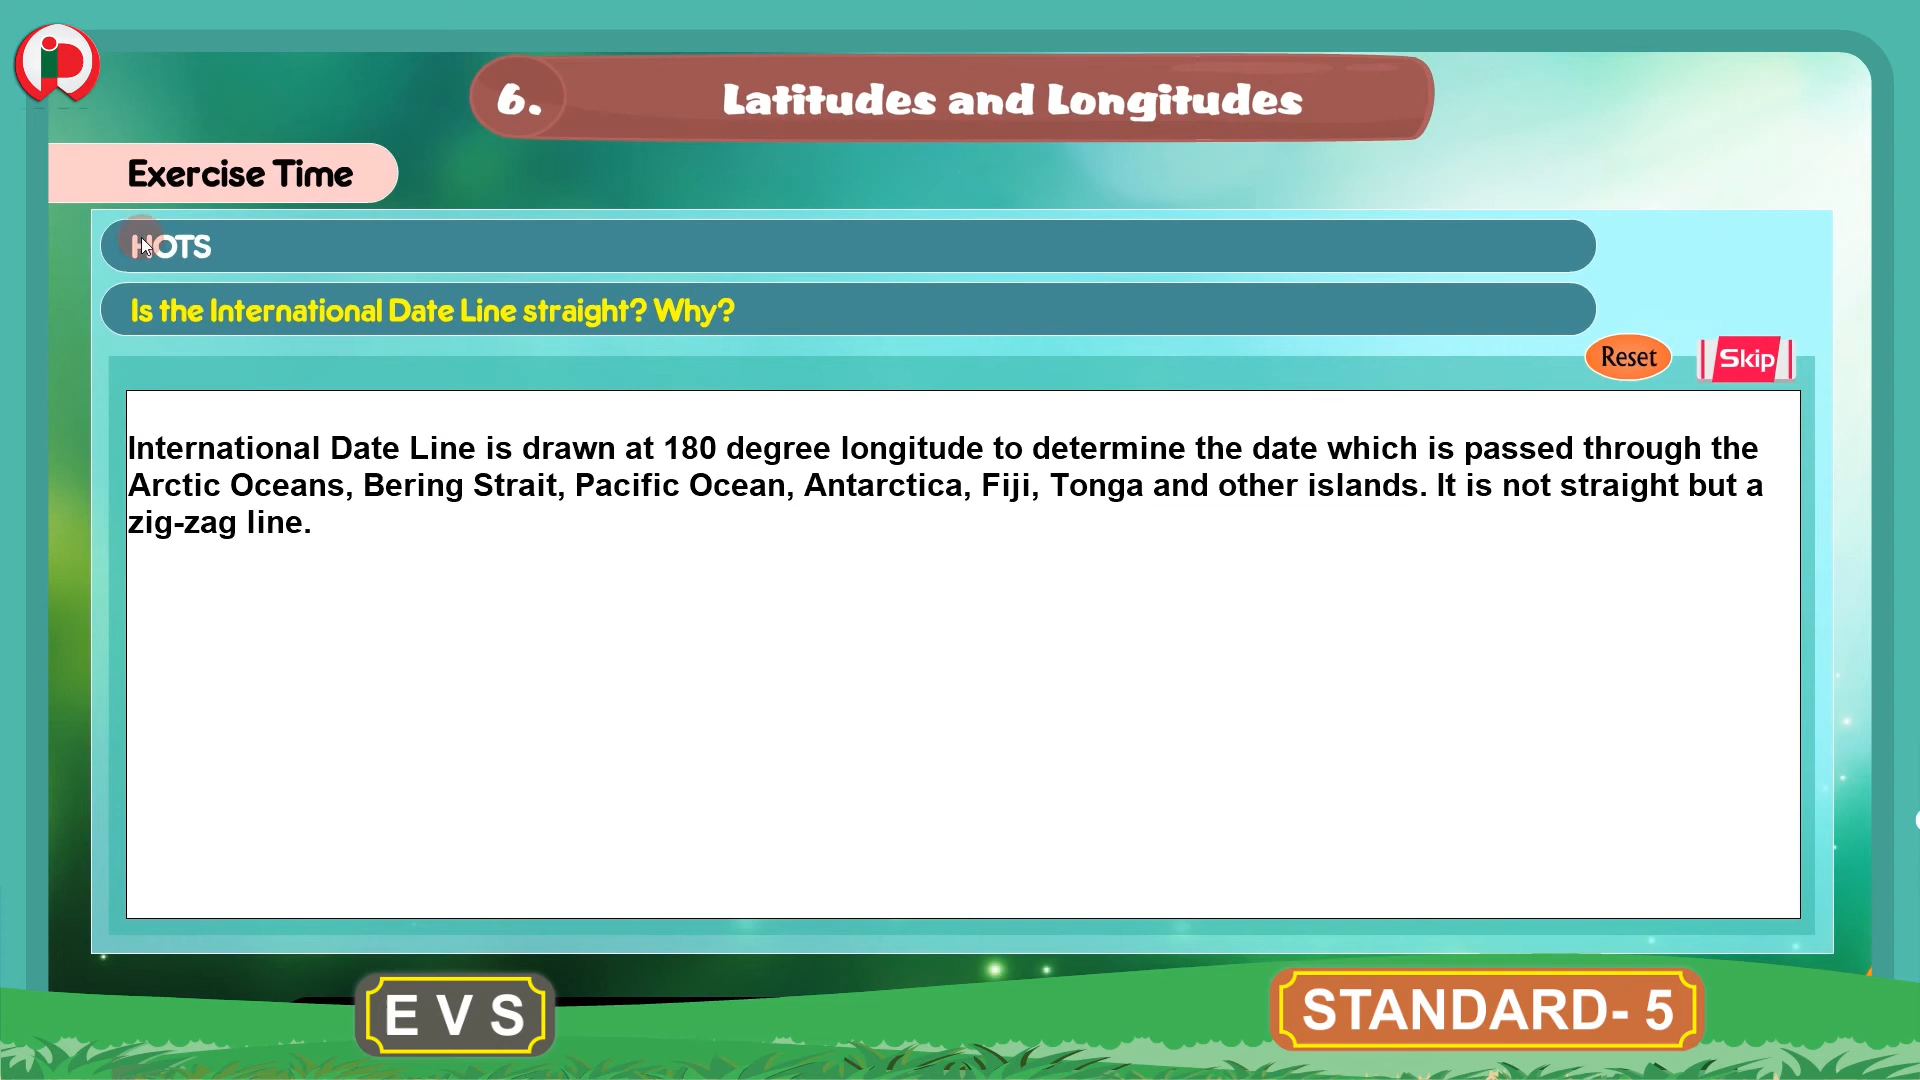 6. Latitudes and Longitudes
Exercise Time
HOTS
Is the International Date Line straight? Why?
Reset Skip
International Date Line is drawn at 180 degree longitude to determine the date which is passed through the
Arctic Oceans, Bering Strait, Pacific Ocean, Antarctica, Fiji, Tonga and other islands. It is not straight but a
zig-zag line.
E V S
STANDARD- 5